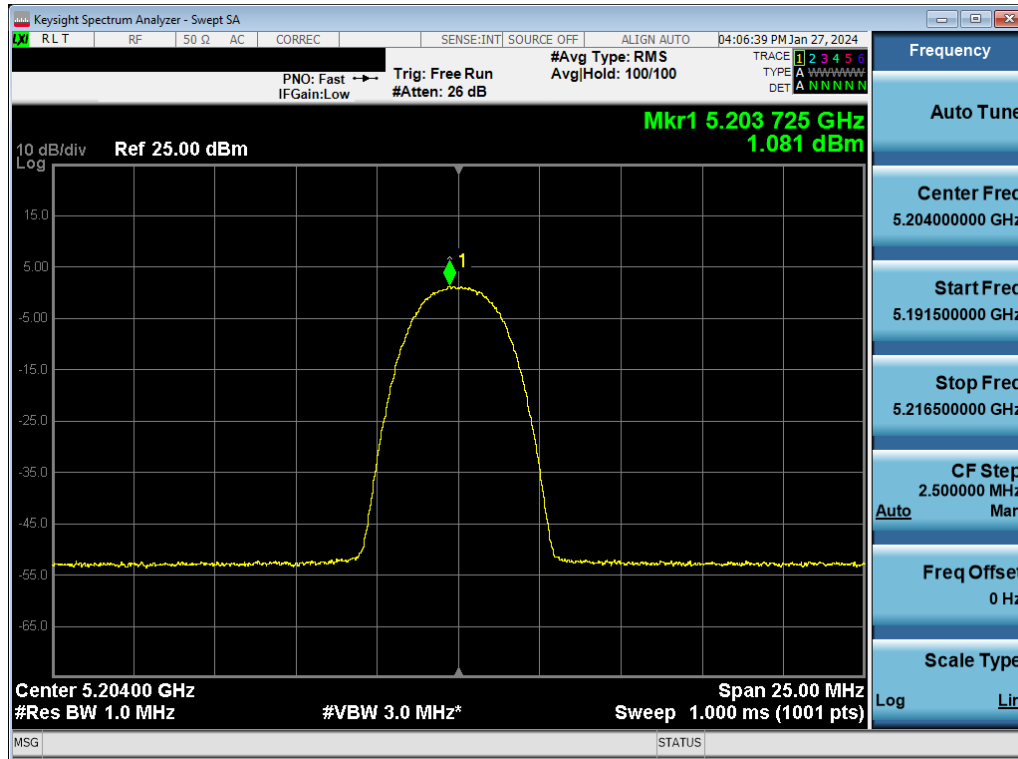 Keysight Spectrum Analyzer - Swept SA
LXI RLT RF 50 Ω AC CORREC SENSE:INT SOURCE OFF ALIGN AUTO 04:06:39 PM Jan 27, 2024
PNO: Fast
IFGain:Low
Trig: Free Run
#Atten: 26 dB
#Avg Type: RMS
Avg|Hold: 100/100
TRACE 1 2 3 4 5 6
TYPE A WWWWW
DET A N N N N N
Mkr1 5.203 725 GHz
1.081 dBm
10 dB/div Ref 25.00 dBm
Log
15.0
5.00
-5.00
-15.0
-25.0
-35.0
-45.0
-55.0
-65.0
1
Center 5.20400 GHz Span 25.00 MHz
#Res BW 1.0 MHz #VBW 3.0 MHz* Sweep 1.000 ms (1001 pts)
MSG STATUS
Frequency
Auto Tune
Center Freq
5.204000000 GHz
Start Freq
5.191500000 GHz
Stop Freq
5.216500000 GHz
CF Step
2.500000 MHz
Auto Man
Freq Offset
0 Hz
Scale Type
Log Lin